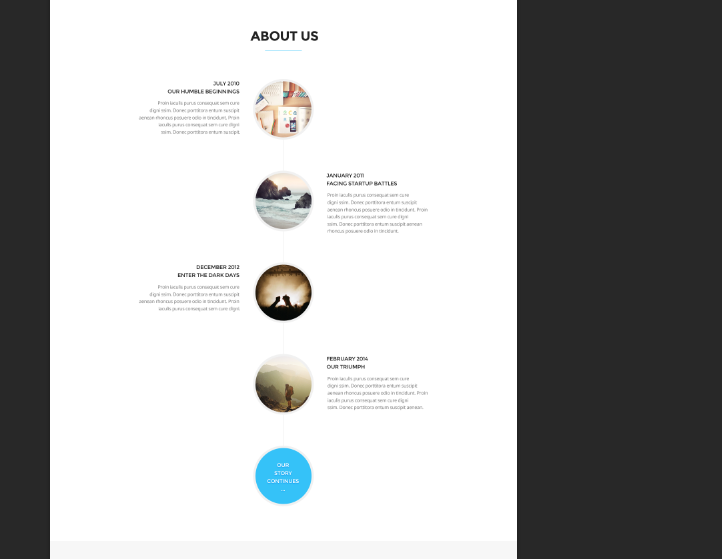 ABOUT US
JULY 2010
OUR HUMBLE BEGINNINGS
Proin iaculis purus consequat sem cure
digni ssim. Donec porttitora entum suscipit
aenean rhoncus posuere odio in tincidunt. Proin
iaculis purus consequat sem cure digni
ssim. Donec porttitora entum suscipit.
JANUARY 2011
FACING STARTUP BATTLES
Proin iaculis purus consequat sem cure
digni ssim. Donec porttitora entum suscipit
aenean rhoncus posuere odio in tincidunt. Proin
iaculis purus consequat sem cure digni
ssim. Donec porttitora entum suscipit aenean
rhoncus posuere odio in tincidunt.
DECEMBER 2012
ENTER THE DARK DAYS
Proin iaculis purus consequat sem cure
digni ssim. Donec porttitora entum suscipit
aenean rhoncus posuere odio in tincidunt. Proin
iaculis purus consequat sem cure digni
FEBRUARY 2014
OUR TRIUMPH
Proin iaculis purus consequat sem cure
digni ssim. Donec porttitora entum suscipit
aenean rhoncus posuere odio in tincidunt. Proin
iaculis purus consequat sem cure digni
ssim. Donec porttitora entum suscipit aenean.
OUR
STORY
CONTINUES
...